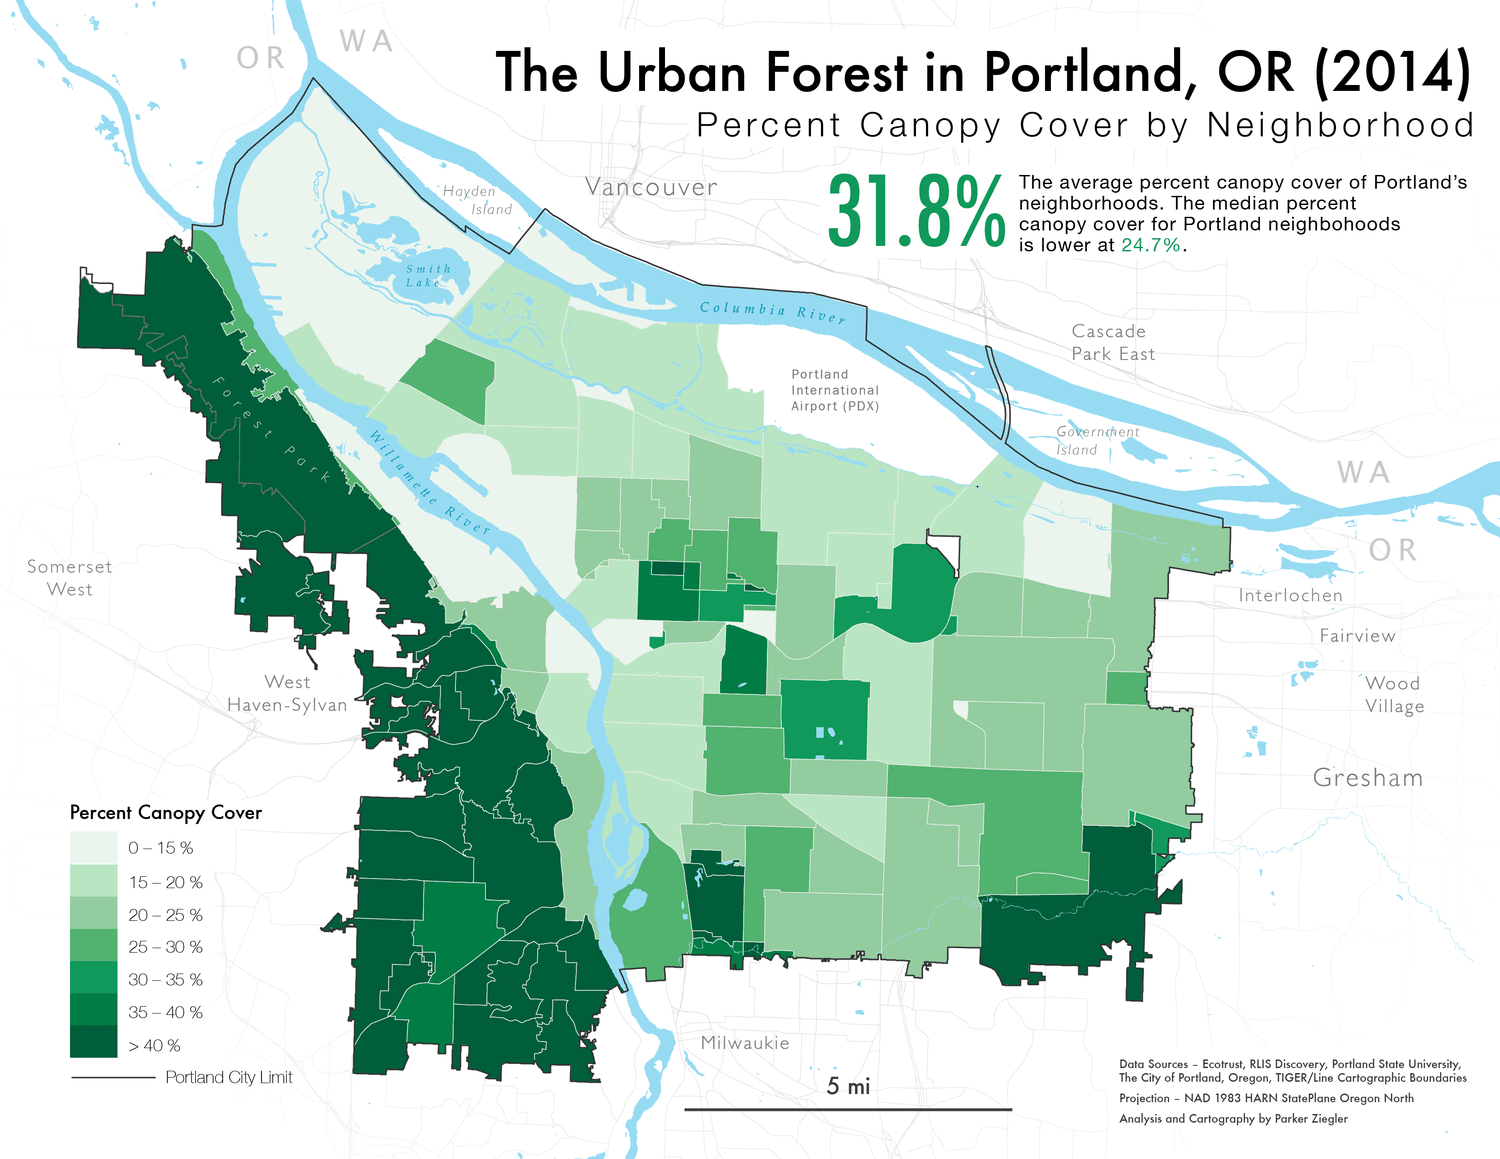 The Urban Forest in Portland, OR (2014)
Percent Canopy Cover by Neighborhood
31.8%
The average percent canopy cover of Portland's
neighborhoods. The median percent
canopy cover for Portland neighbohoods
is lower at 24.7%.
OR
WA
Hayden
Island
Vancouver
Smith
Lake
Columbia River
Cascade
Park East
Portland
International
Airport (PDX)
Government
Island
WA
OR
Forest Park
Willamette River
Somerset
West
Interlochen
Fairview
West
Haven-Sylvan
Wood
Village
Gresham
Percent Canopy Cover
0 – 15 %
15 – 20 %
20 – 25 %
25 – 30 %
30 – 35 %
35 – 40 %
> 40 %
Portland City Limit
Milwaukie
5 mi
Data Sources – Ecotrust, RLIS Discovery, Portland State University,
The City of Portland, Oregon, TIGER/Line Cartographic Boundaries
Projection – NAD 1983 HARN StatePlane Oregon North
Analysis and Cartography by Parker Ziegler